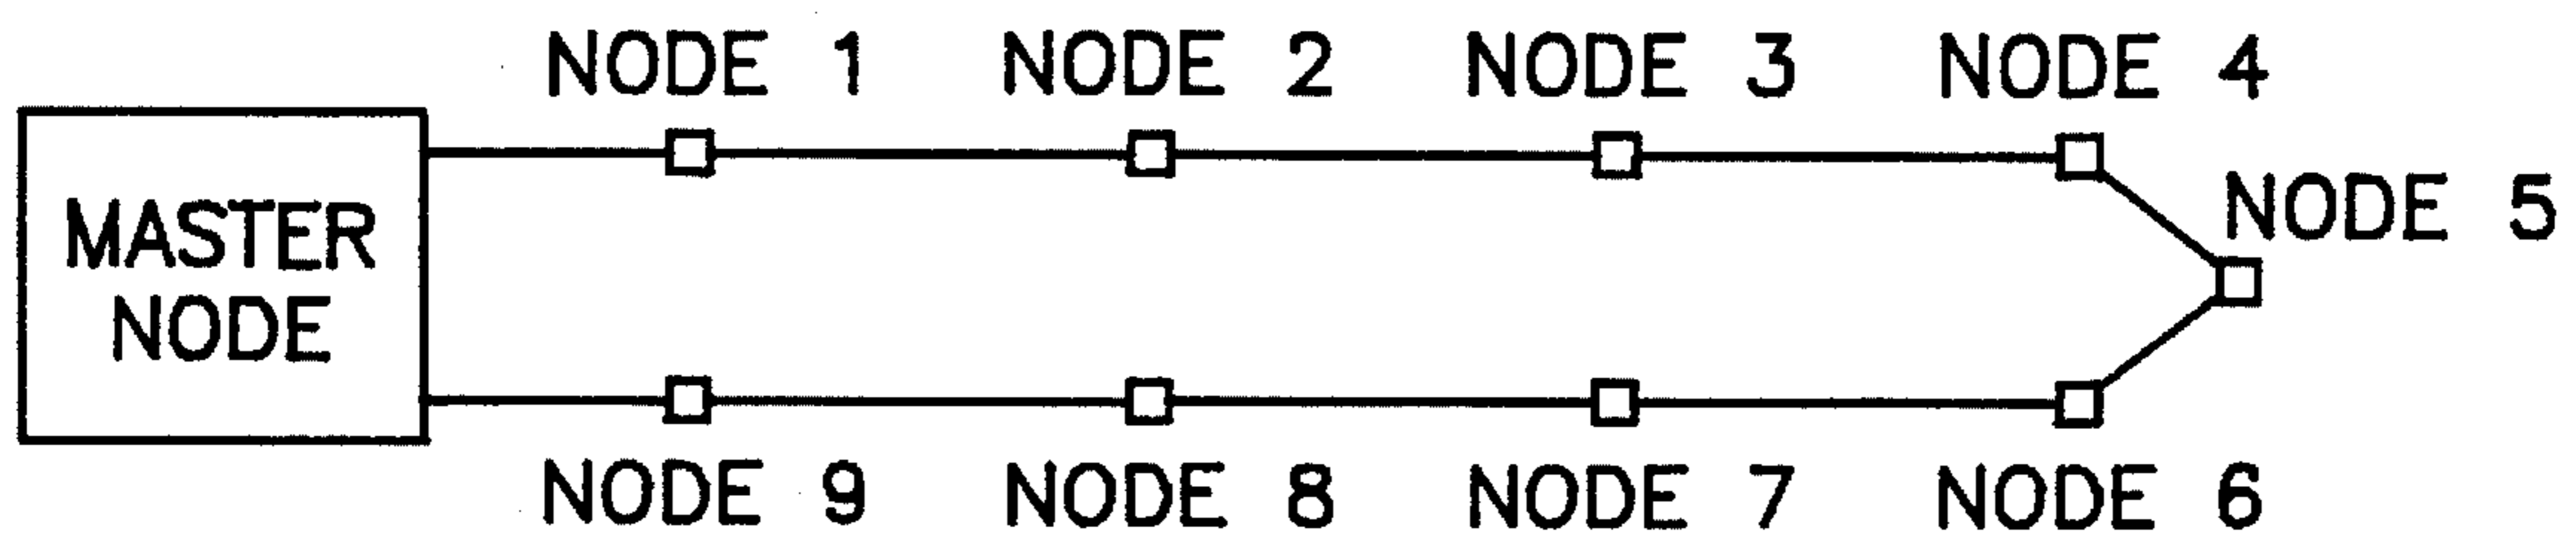 NODE 1 NODE 2 NODE 3 NODE 4
MASTER
NODE
NODE 5
NODE 9 NODE 8 NODE 7 NODE 6